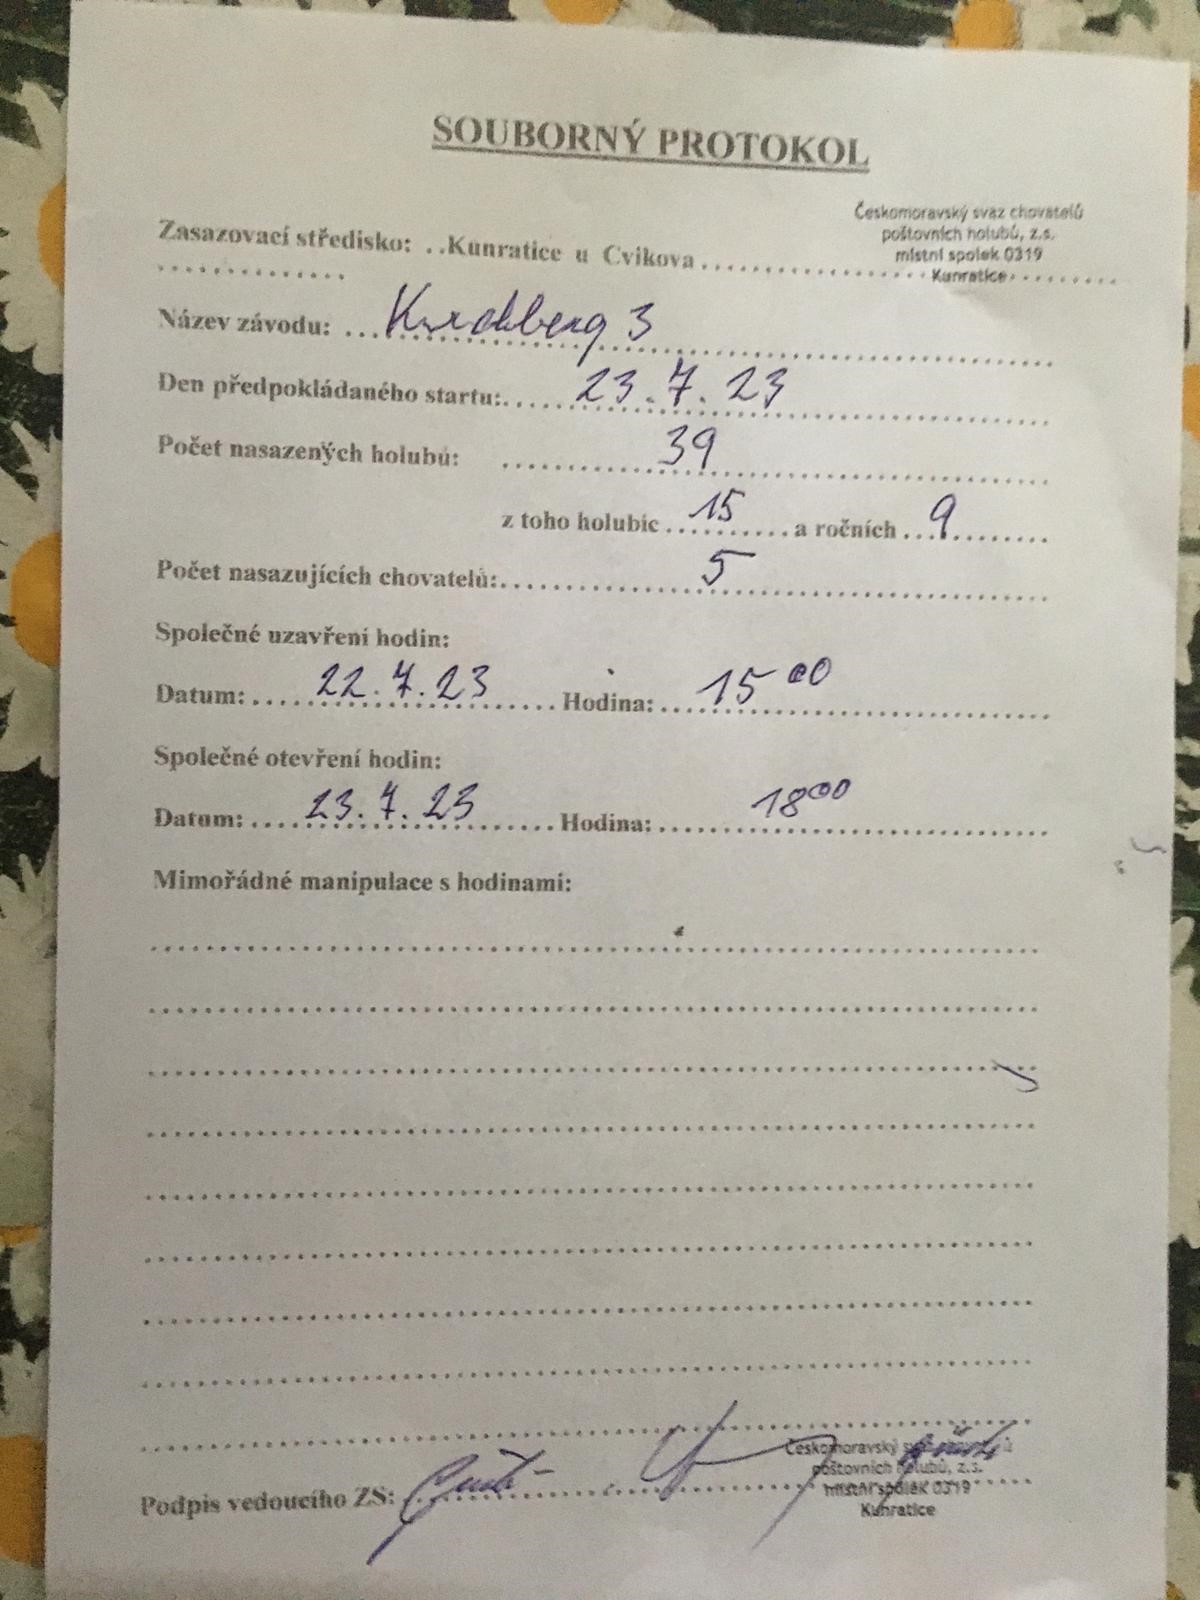 SOUBORNÝ PROTOKOL
Českomoravský svaz chovatelů
poštovních holubů, z.s.
místní spolek 0319
Kunratice
Zasazovací středisko: ..Kunratice u Cvikova
Název závodu: Kirchberg 3
Den předpokládaného startu: 23.7.23
Počet nasazených holubů: 39
z toho holubic 15 a ročních 9
Počet nasazujících chovatelů: 5
Společné uzavření hodin:
Datum: 22.7.23 Hodina: 15 00
Společné otevření hodin:
Datum: 23.7.23 Hodina: 18 00
Mimořádné manipulace s hodinami:
Českomoravský
poštovních holubů, z.s.
místní spolek 0319
Kunratice
Podpis vedoucího ZS: